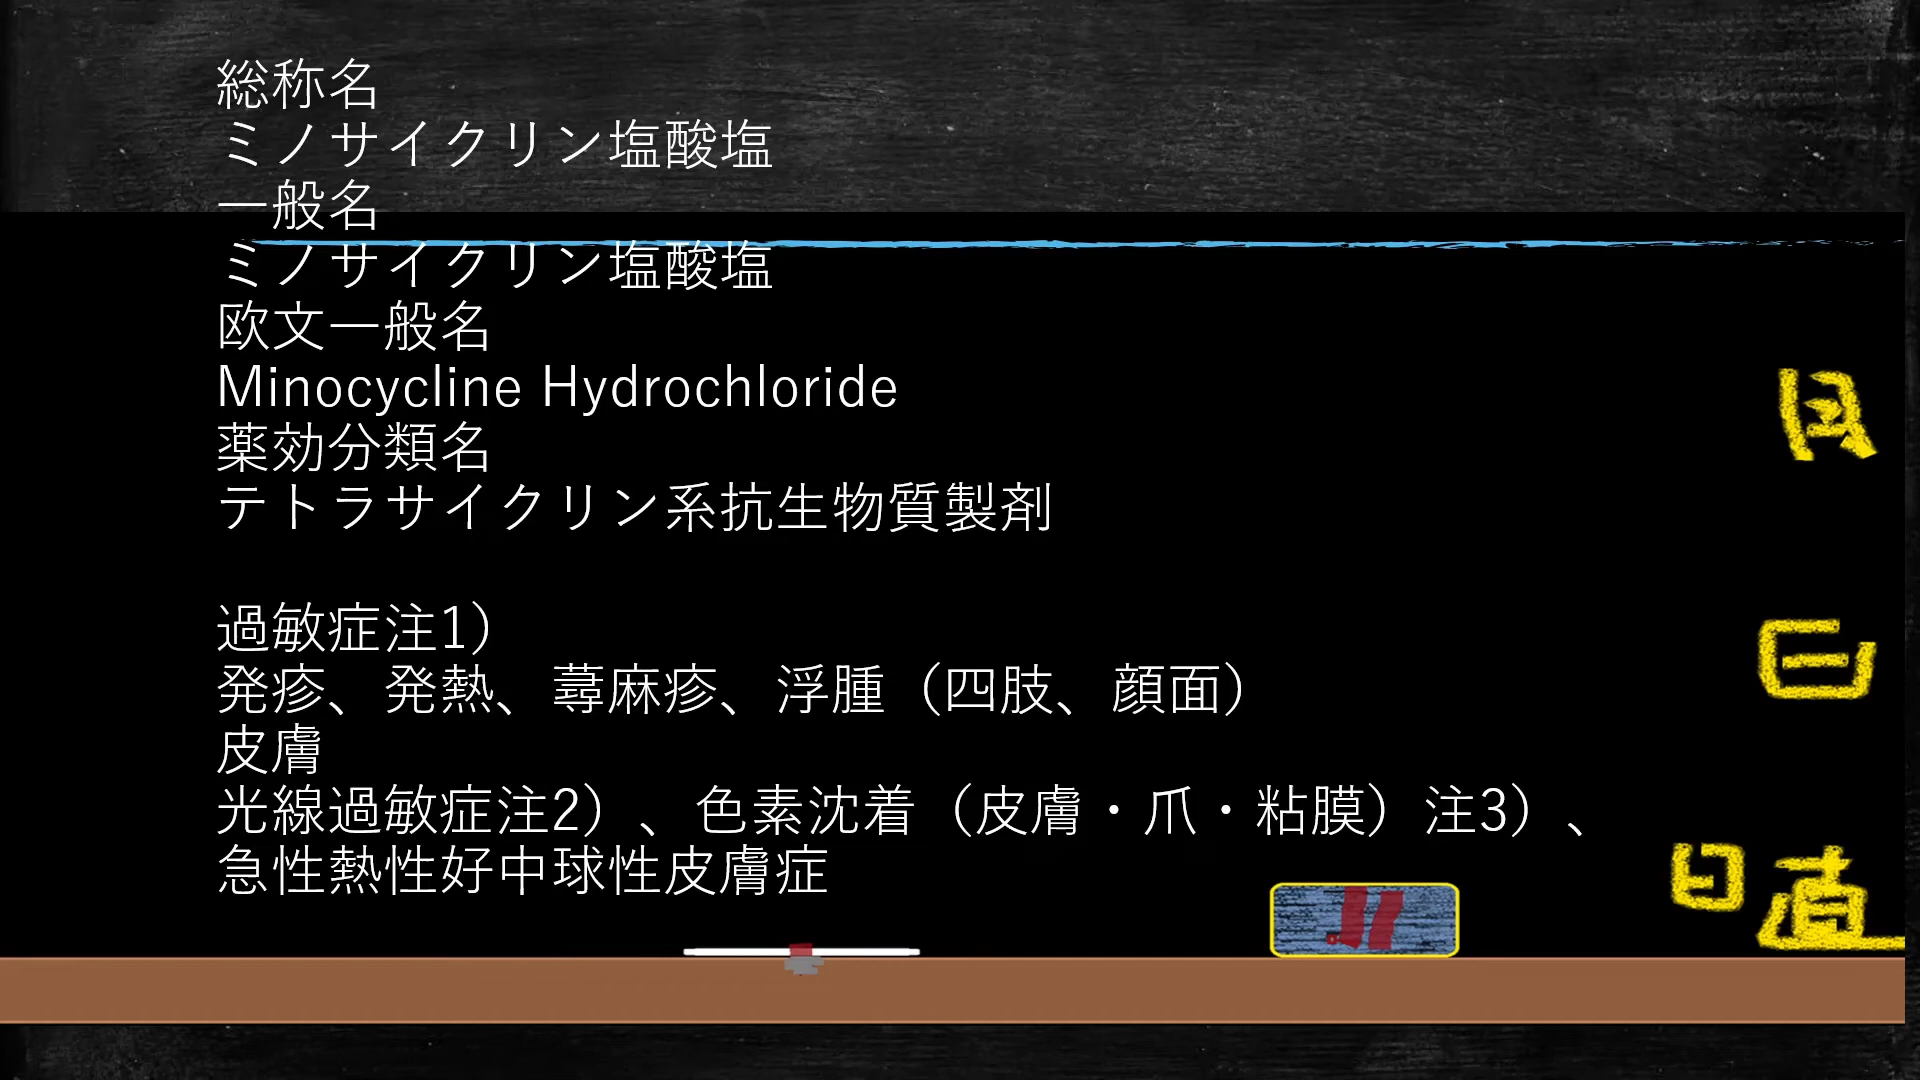 総称名
ミノサイクリン塩酸塩
一般名
ミノサイクリン塩酸塩
欧文一般名
Minocycline Hydrochloride
薬効分類名
テトラサイクリン系抗生物質製剤
過敏症注1）
発疹、発熱、蕁麻疹、浮腫（四肢、顔面）
皮膚
光線過敏症注2）、色素沈着（皮膚・爪・粘膜）注3）、
急性熱性好中球性皮膚症
日直